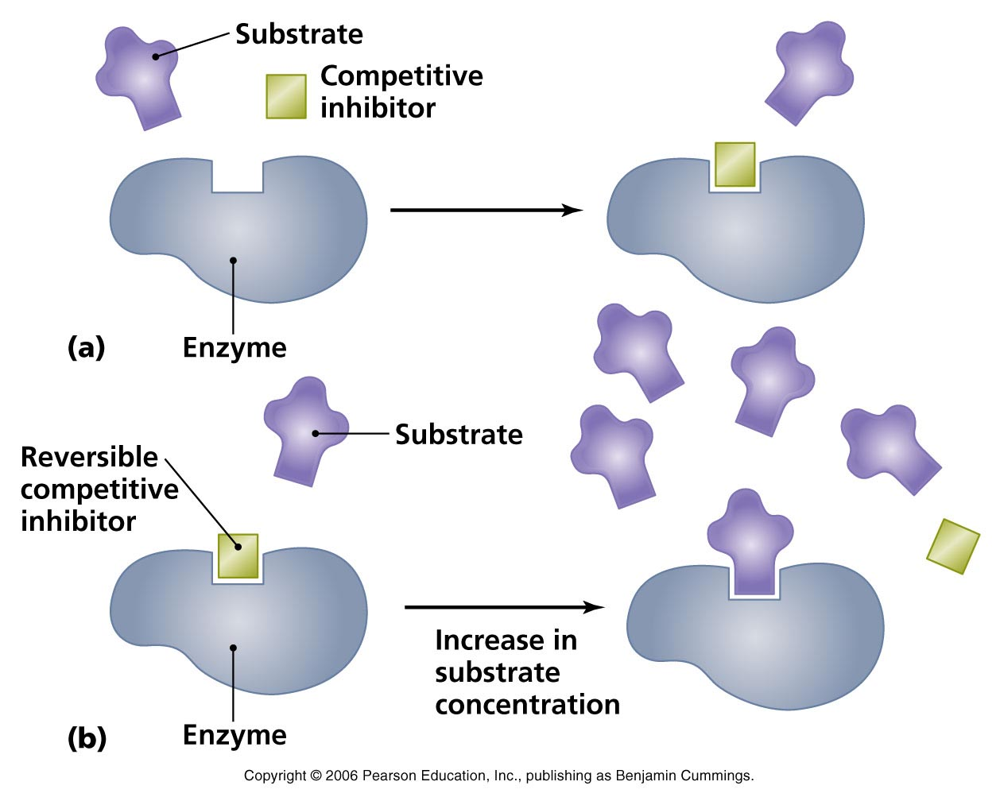 Substrate
Competitive
inhibitor
(a)
Enzyme
Substrate
Reversible
competitive
inhibitor
Increase in
substrate
concentration
(b)
Enzyme
Copyright © 2006 Pearson Education, Inc., publishing as Benjamin Cummings.